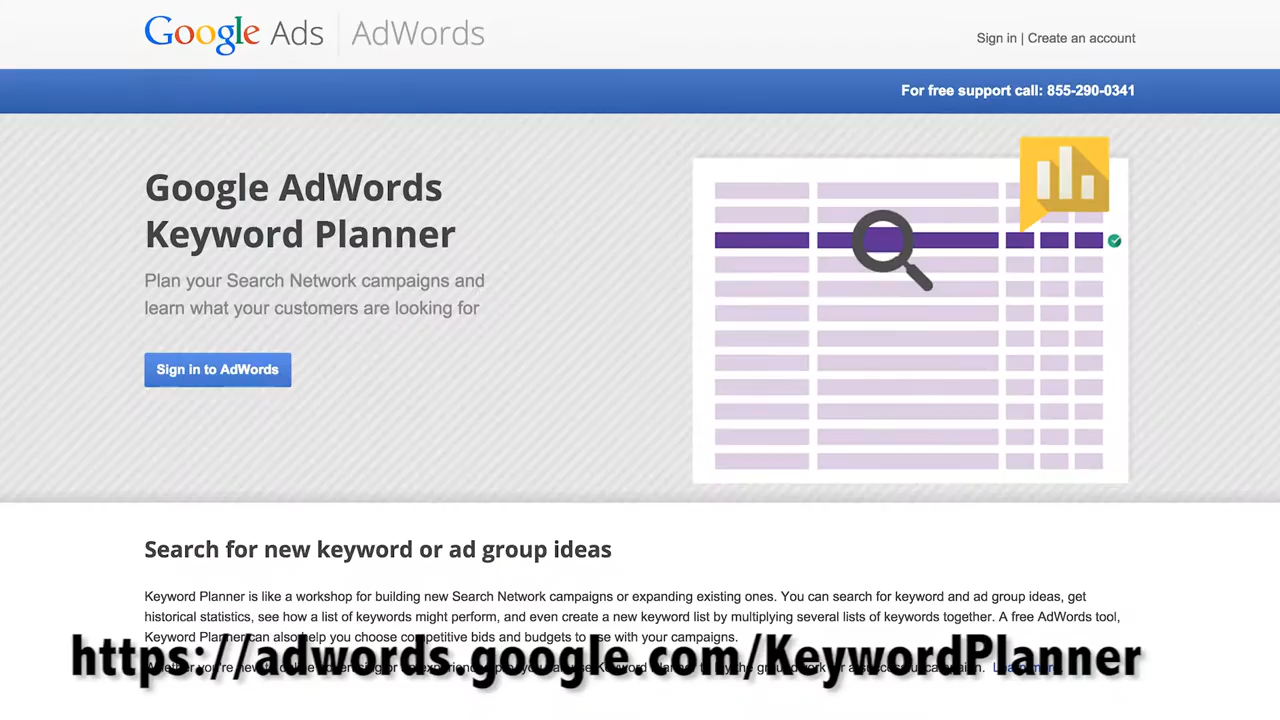 Google Ads | AdWords
Sign in | Create an account
For free support call: 855-290-0341
Google AdWords
Keyword Planner
Plan your Search Network campaigns and
learn what your customers are looking for
Sign in to AdWords
Search for new keyword or ad group ideas
Keyword Planner is like a workshop for building new Search Network campaigns or expanding existing ones. You can search for keyword and ad group ideas, get
historical statistics, see how a list of keywords might perform, and even create a new keyword list by multiplying several lists of keywords together. A free AdWords tool,
Keyword Planner can also help you choose competitive bids and budgets to use with your campaigns.
https://adwords.google.com/KeywordPlanner